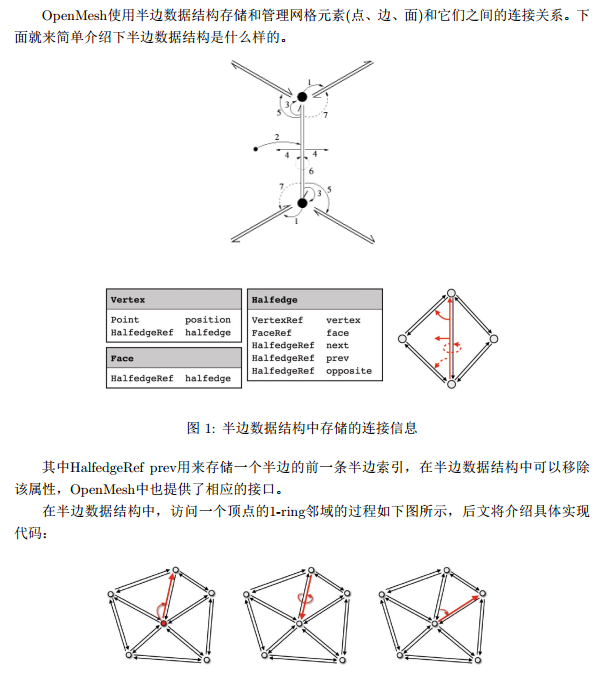 OpenMesh使用半边数据结构存储和管理网格元素(点、边、面)和它们之间的连接关系。下
面就来简单介绍下半边数据结构是什么样的。
1
3
5
7
2
4
4
6
7
3
5
1
Vertex
Point position
HalfedgeRef halfedge
Face
HalfedgeRef halfedge
Halfedge
VertexRef vertex
FaceRef face
HalfedgeRef next
HalfedgeRef prev
HalfedgeRef opposite
图 1: 半边数据结构中存储的连接信息
其中HalfedgeRef prev用来存储一个半边的前一条半边索引，在半边数据结构中可以移除
该属性，OpenMesh中也提供了相应的接口。
在半边数据结构中，访问一个顶点的1-ring邻域的过程如下图所示，后文将介绍具体实现
代码：